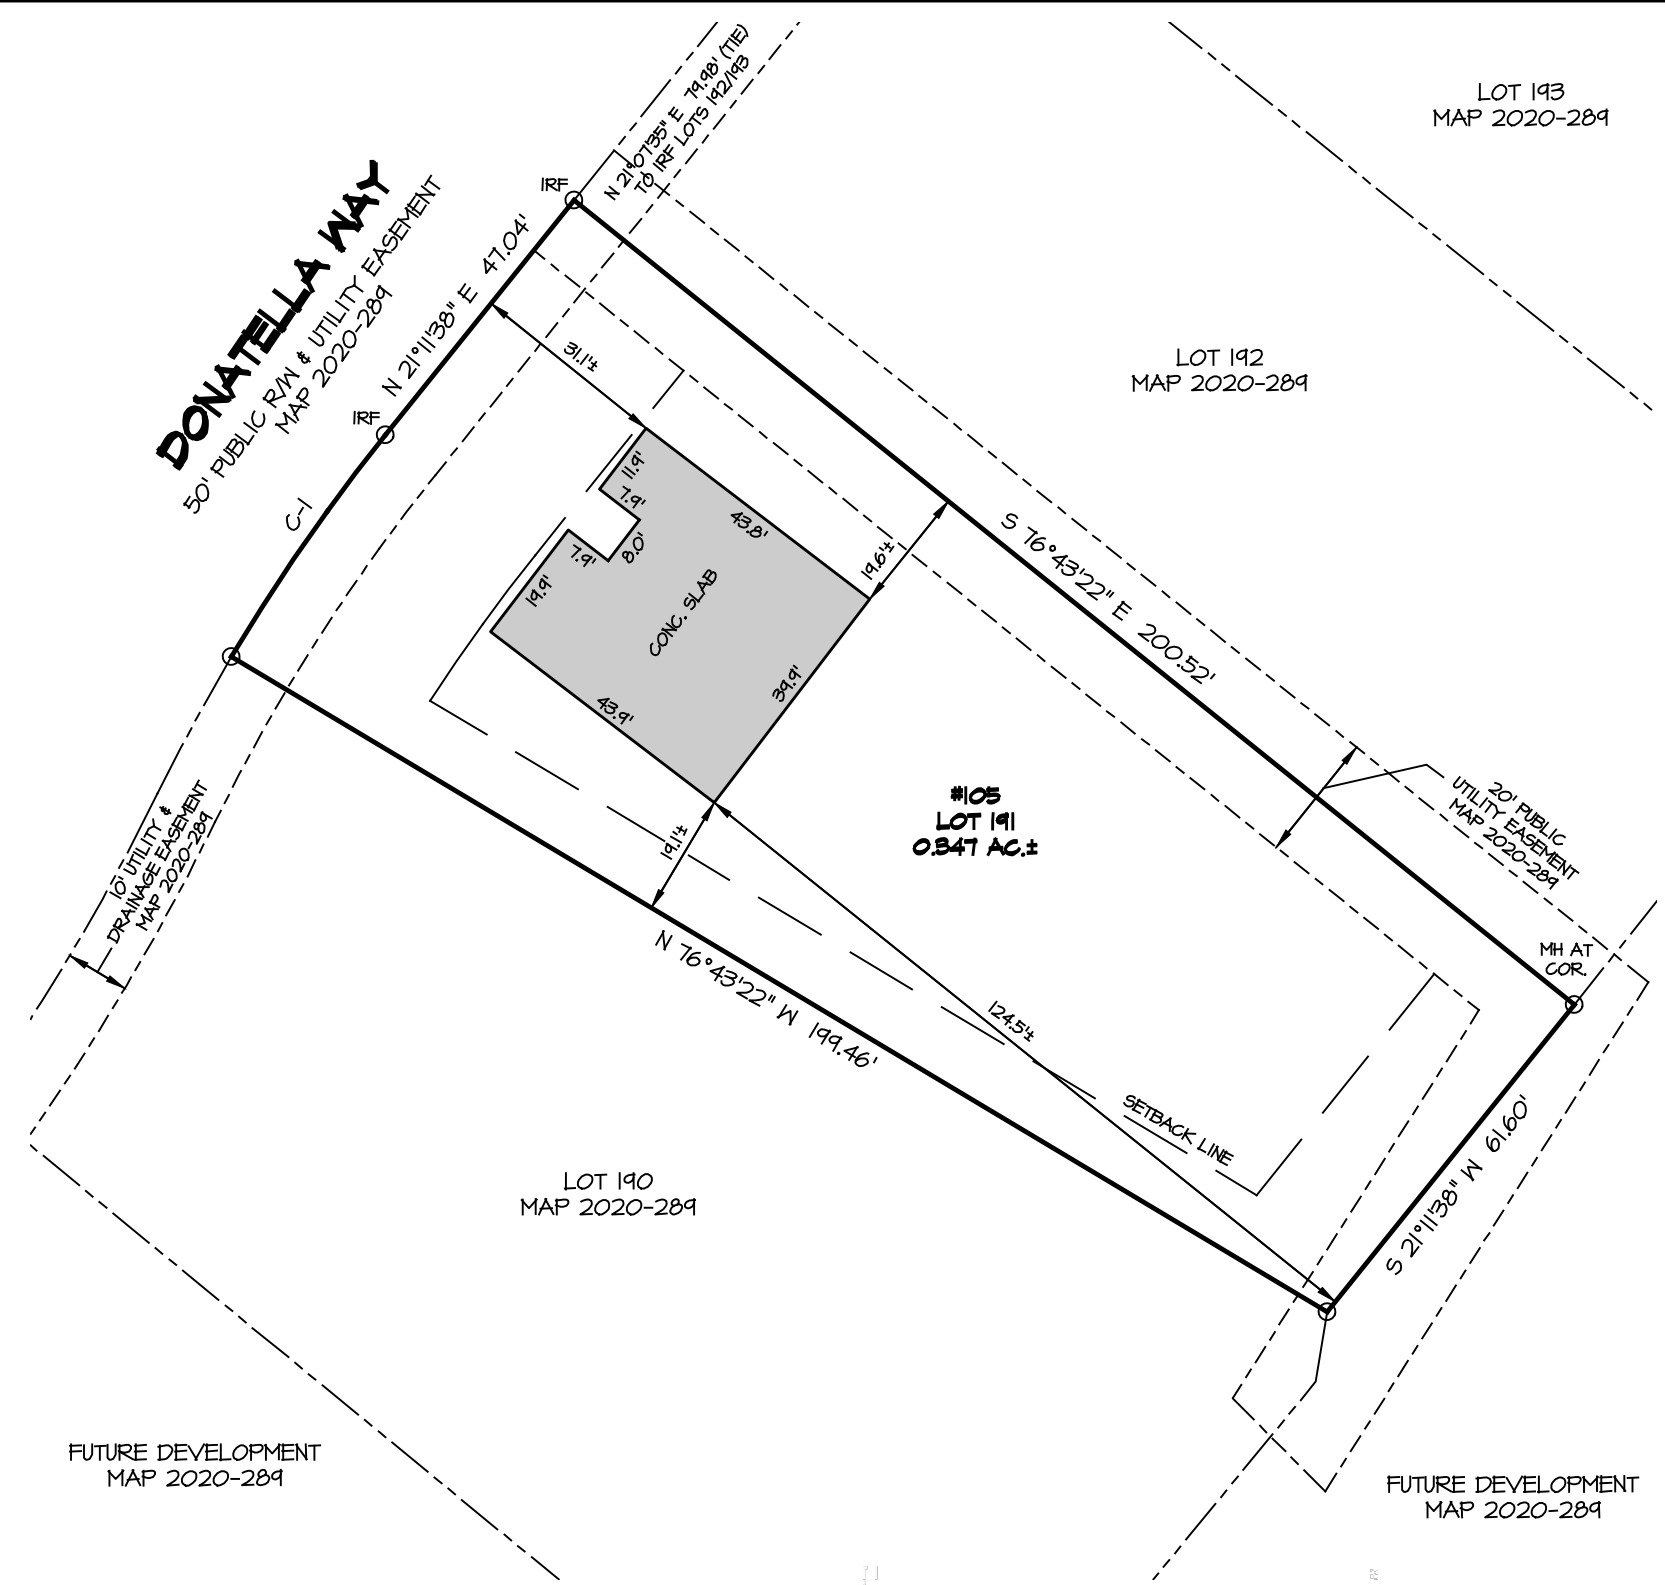 LOT 193
MAP 2020-289
N 21°07'35" E 79.98' (TIE)
TO IRF LOTS 192/193
IRF
DONATELLA WAY
50' PUBLIC R/W & UTILITY EASEMENT
MAP 2020-289
N 21°11'38" E 47.04'
IRF
C-1
31.1'±
LOT 192
MAP 2020-289
11.9'
7.9'
8.0'
7.9'
19.9'
43.8'
CONC. SLAB
39.9'
43.9'
19.6'±
S 76°43'22" E 200.52'
#105
LOT 191
0.347 AC.±
20' PUBLIC
UTILITY EASEMENT
MAP 2020-289
10' UTILITY &
DRAINAGE EASEMENT
MAP 2020-289
19.1'±
N 76°43'22" W 199.46'
124.5'±
MH AT
COR.
SETBACK LINE
S 21°11'38" W 61.60'
LOT 190
MAP 2020-289
FUTURE DEVELOPMENT
MAP 2020-289
FUTURE DEVELOPMENT
MAP 2020-289